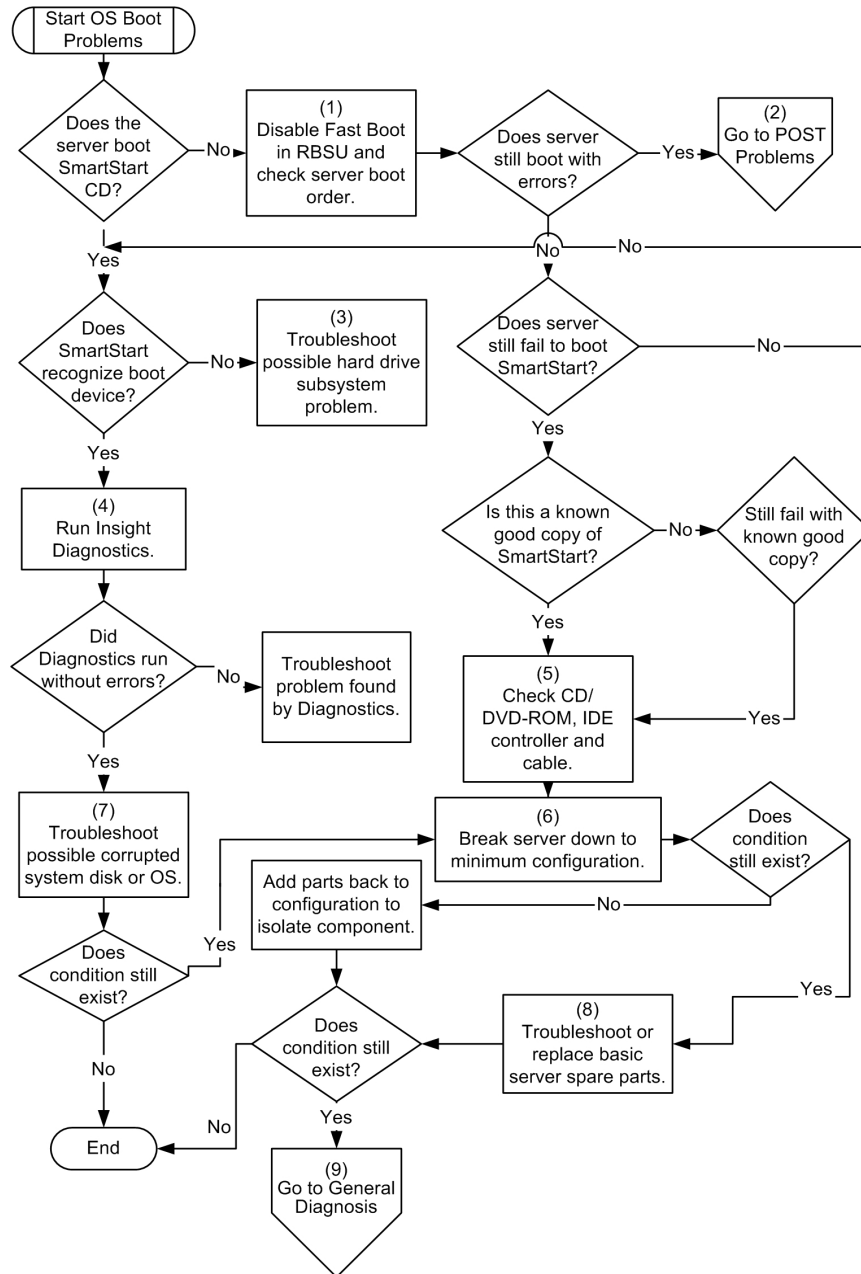 Start OS Boot
Problems
Does the
server boot
SmartStart
CD?
No
(1)
Disable Fast Boot
in RBSU and
check server boot
order.
Does server
still boot with
errors?
Yes
(2)
Go to POST
Problems
Yes
No
No
Does
SmartStart
recognize boot
device?
No
(3)
Troubleshoot
possible hard drive
subsystem
problem.
Does server
still fail to boot
SmartStart?
No
Yes
Yes
(4)
Run Insight
Diagnostics.
Is this a known
good copy of
SmartStart?
No
Still fail with
known good
copy?
Yes
Did
Diagnostics run
without errors?
No
Troubleshoot
problem found
by Diagnostics.
(5)
Check CD/
DVD-ROM, IDE
controller and
cable.
Yes
Yes
(7)
Troubleshoot
possible corrupted
system disk or OS.
(6)
Break server down to
minimum configuration.
Does
condition
still exist?
Add parts back to
configuration to
isolate component.
No
Yes
Does
condition still
exist?
Yes
Does
condition still
exist?
(8)
Troubleshoot or
replace basic
server spare parts.
No
No
Yes
End
(9)
Go to General
Diagnosis